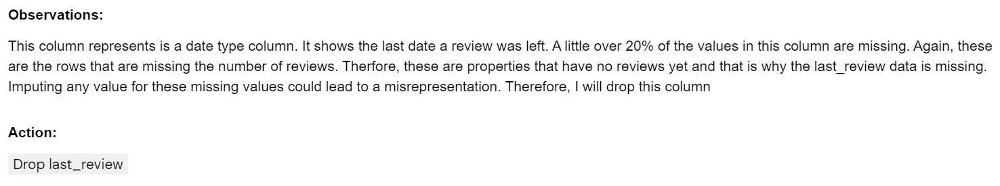 Observations:
This column represents is a date type column. It shows the last date a review was left. A little over 20% of the values in this column are missing. Again, these
are the rows that are missing the number of reviews. Therfore, these are properties that have no reviews yet and that is why the last_review data is missing.
Imputing any value for these missing values could lead to a misrepresentation. Therefore, I will drop this column
Action:
Drop last_review